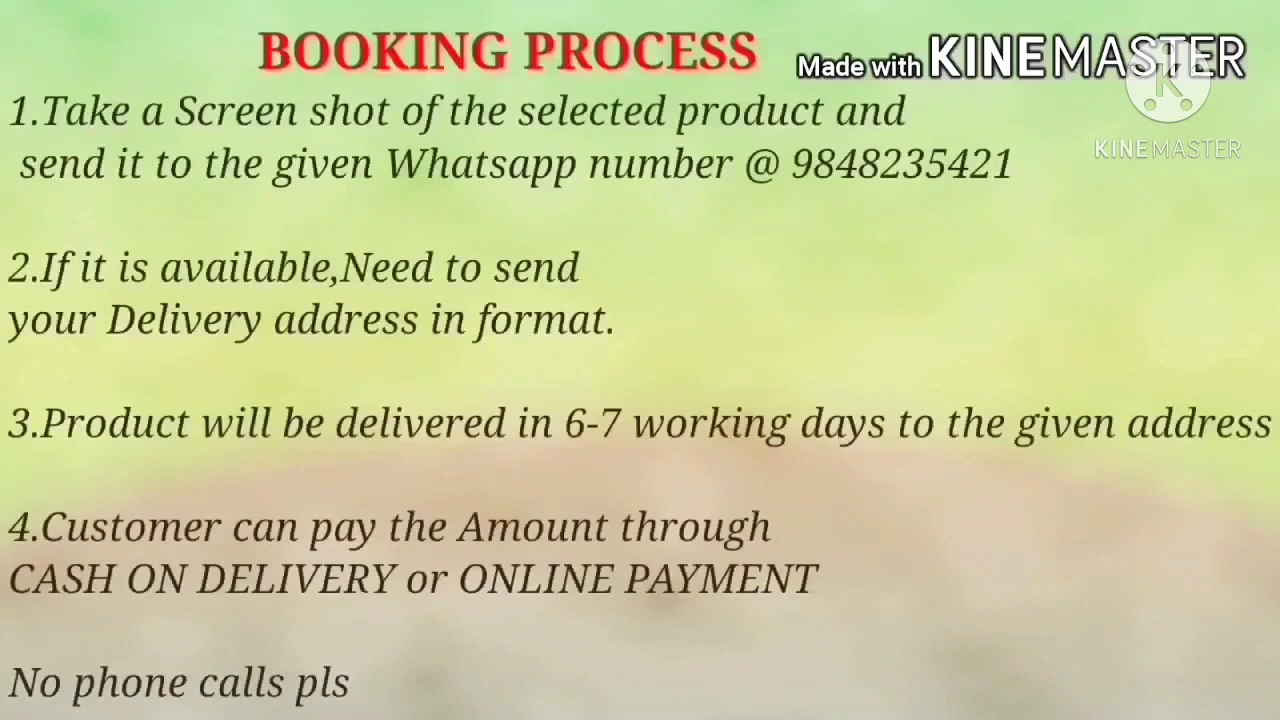 BOOKING PROCESS
Made with KINEMASTER
KINEMASTER
1.Take a Screen shot of the selected product and
send it to the given Whatsapp number @ 9848235421
2.If it is available,Need to send
your Delivery address in format.
3.Product will be delivered in 6-7 working days to the given address
4.Customer can pay the Amount through
CASH ON DELIVERY or ONLINE PAYMENT
No phone calls pls